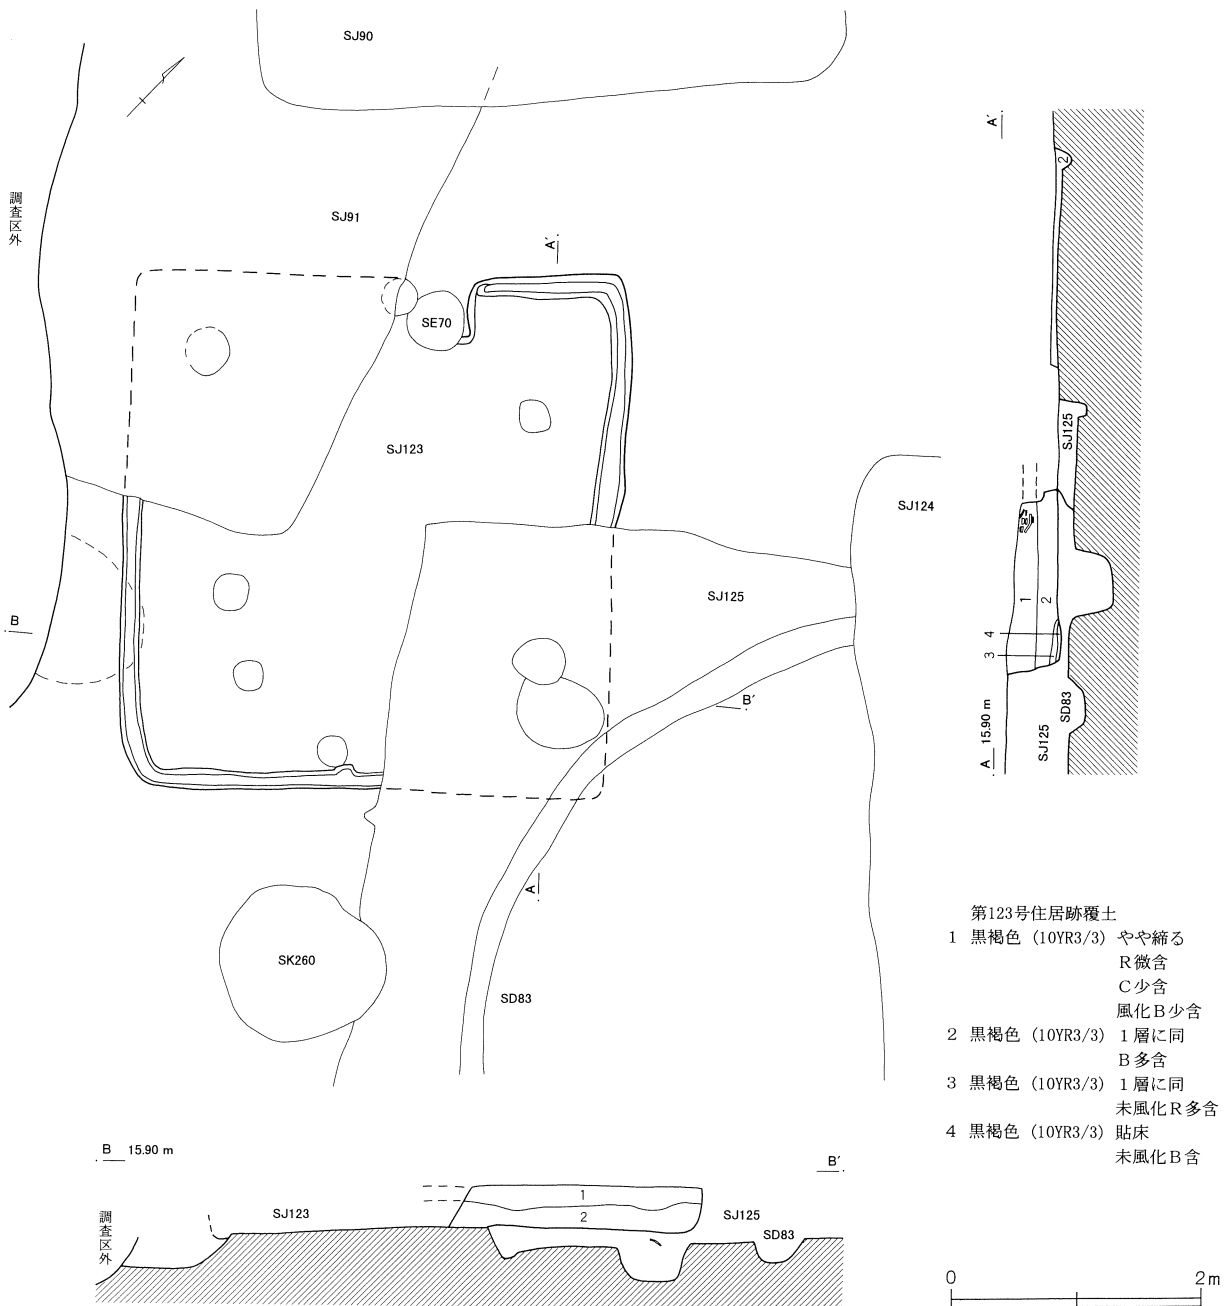 SJ90
調査区外
SJ91
A′
A′
2
SE70
SJ123
SJ125
SJ124
SJ125
1
2
4
3
B
B′
SD83
SJ125
A 15.90 m
A
SK260
SD83
第123号住居跡覆土
1 黒褐色 (10YR3/3) やや締る
R微含
C少含
風化B少含
2 黒褐色 (10YR3/3) 1層に同
B多含
3 黒褐色 (10YR3/3) 1層に同
未風化R多含
4 黒褐色 (10YR3/3) 貼床
未風化B含
B 15.90 m
B′
調査区外
SJ123
1
2
SJ125
SD83
0 2m